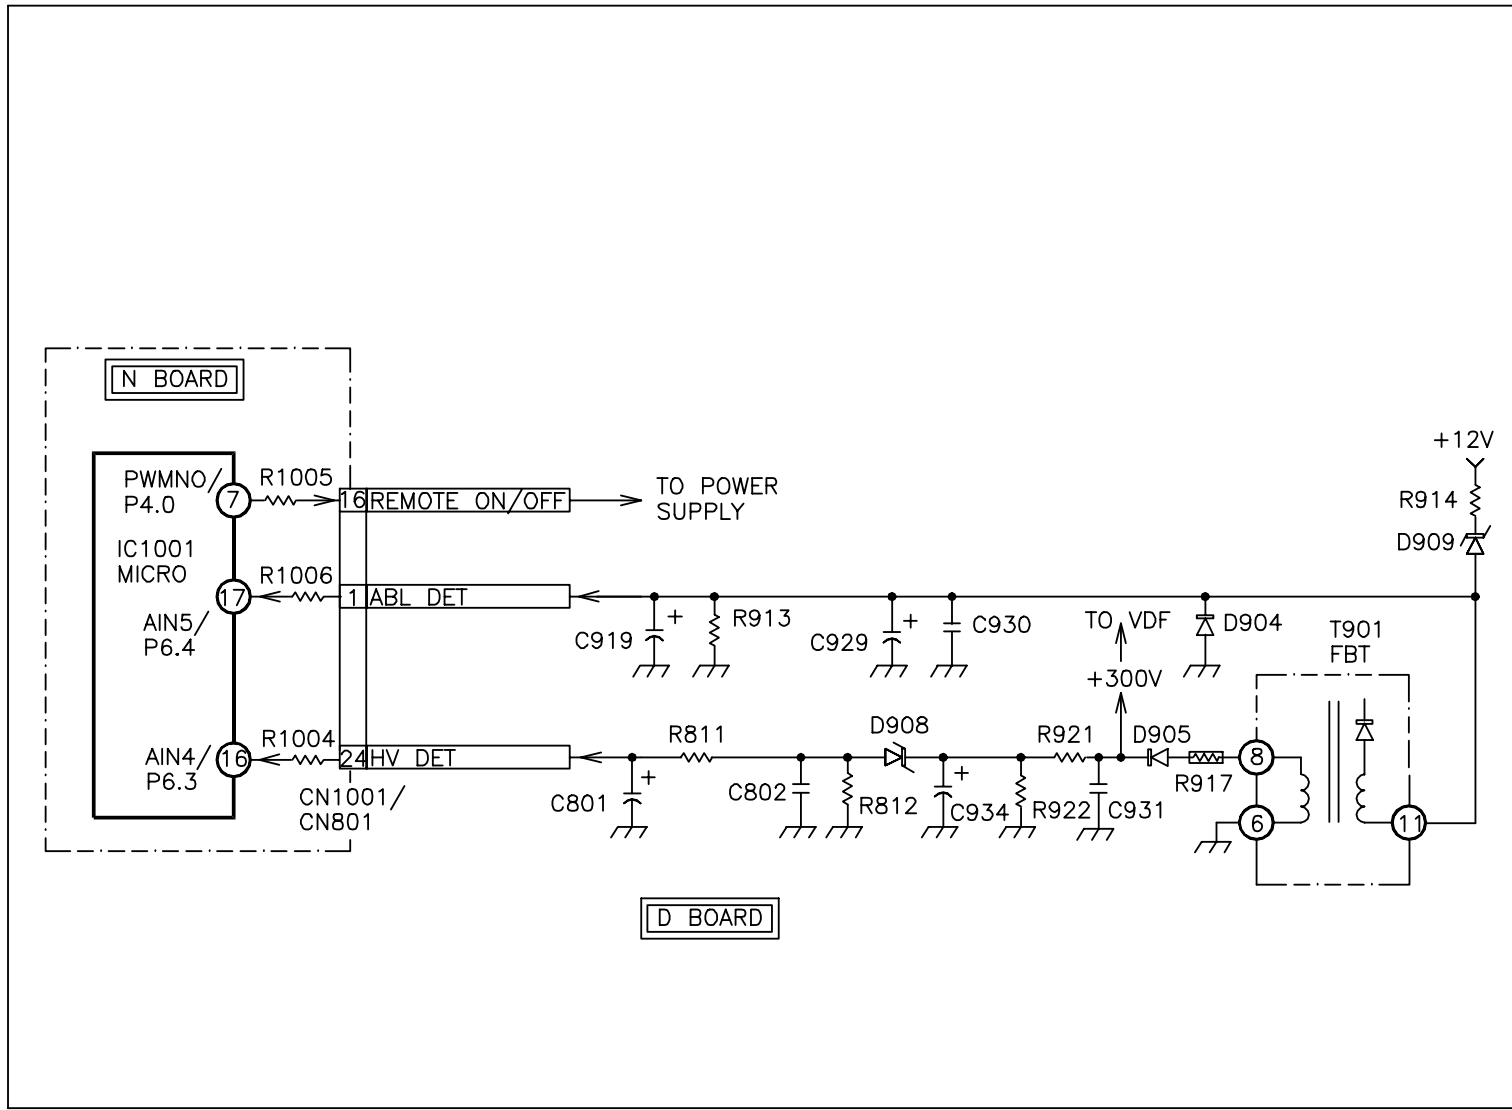 N BOARD
+12V
PWMNO/
P4.0
7
R1005
16
REMOTE ON/OFF
TO POWER
SUPPLY
R914
D909
IC1001
MICRO
R1006
17
1
ABL DET
AIN5/
P6.4
C919
+
R913
C929
+
C930
TO VDF
+300V
D904
T901
FBT
AIN4/
P6.3
16
R1004
24
HV DET
CN1001/
CN801
C801
+
R811
C802
R812
D908
C934
+
R922
R921
C931
D905
R917
8
6
11
D BOARD